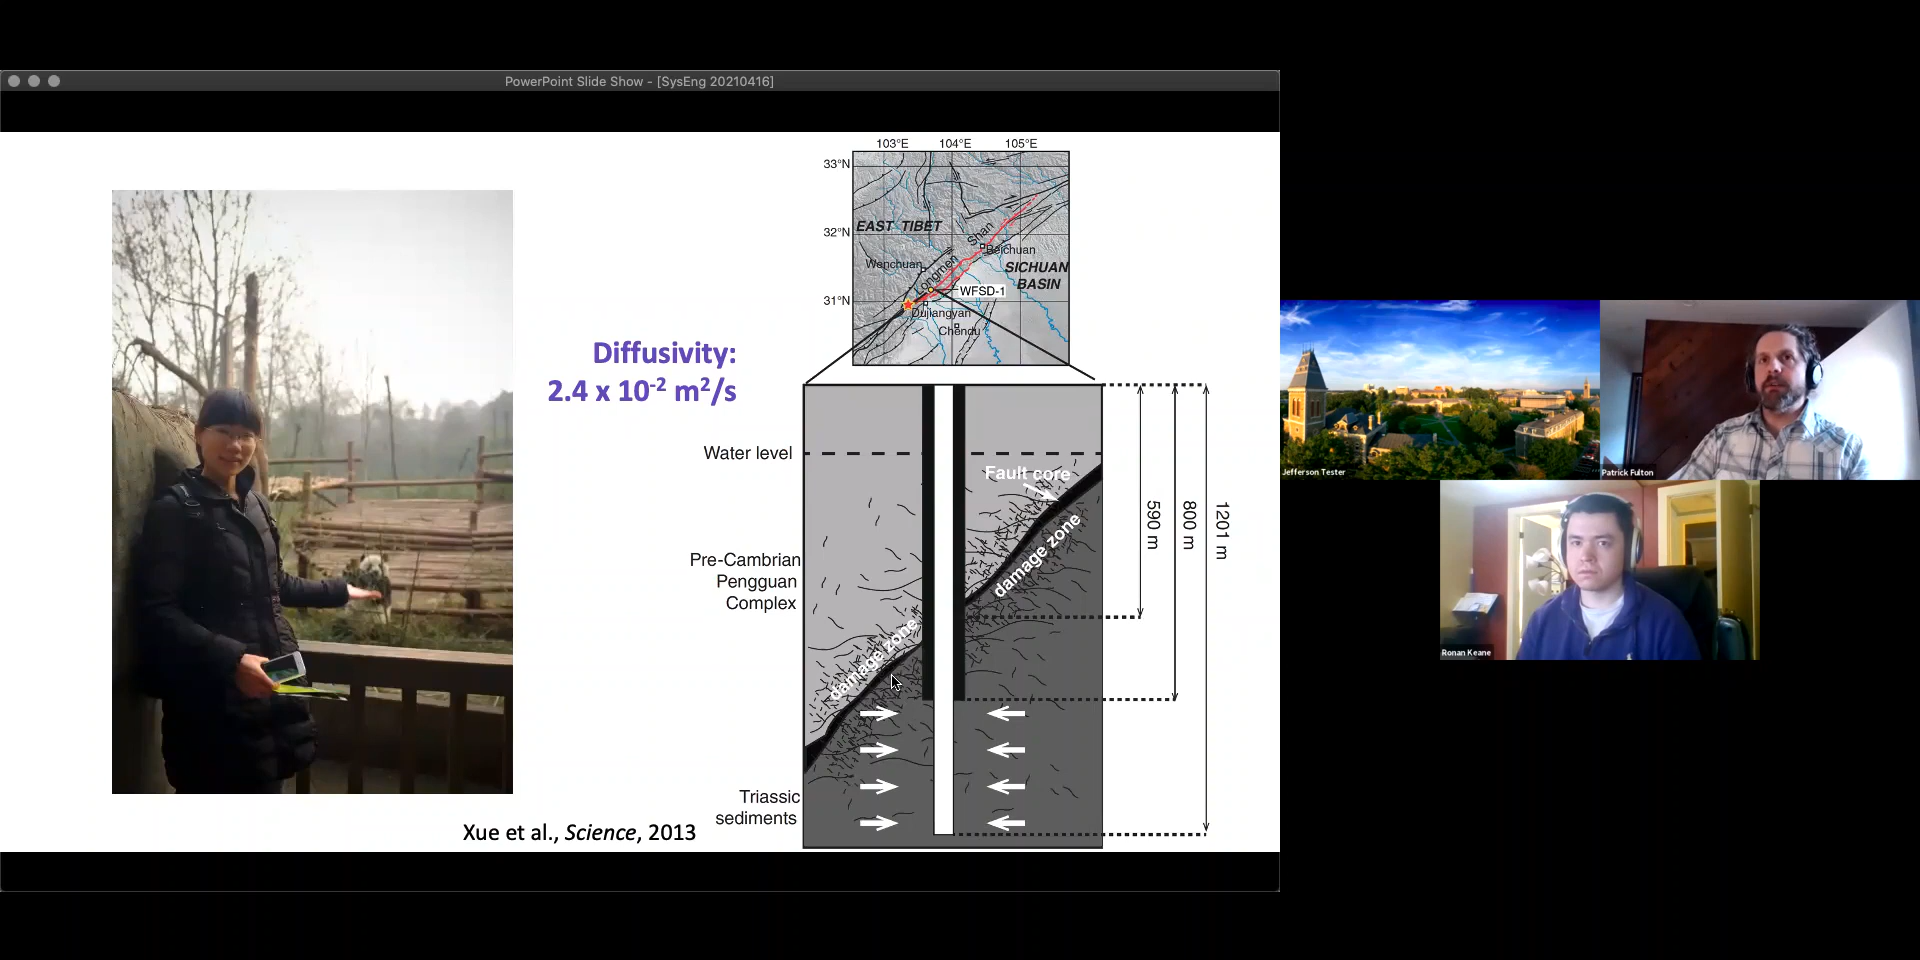 PowerPoint Slide Show - [SysEng 20210416]
103°E 104°E 105°E
33°N
32°N
31°N
EAST TIBET
Shan
Beichuan
Wenchuan
Longmen
SICHUAN
BASIN
WFSD-1
Dujiangyan
Chendu
Diffusivity:
2.4 x 10-2 m2/s
Water level
Fault core
damage zone
590 m
800 m
1201 m
Pre-Cambrian
Pengguan
Complex
damage zone
Triassic
sediments
Xue et al., Science, 2013
Jefferson Tester
Patrick Fulton
Ronan Keane